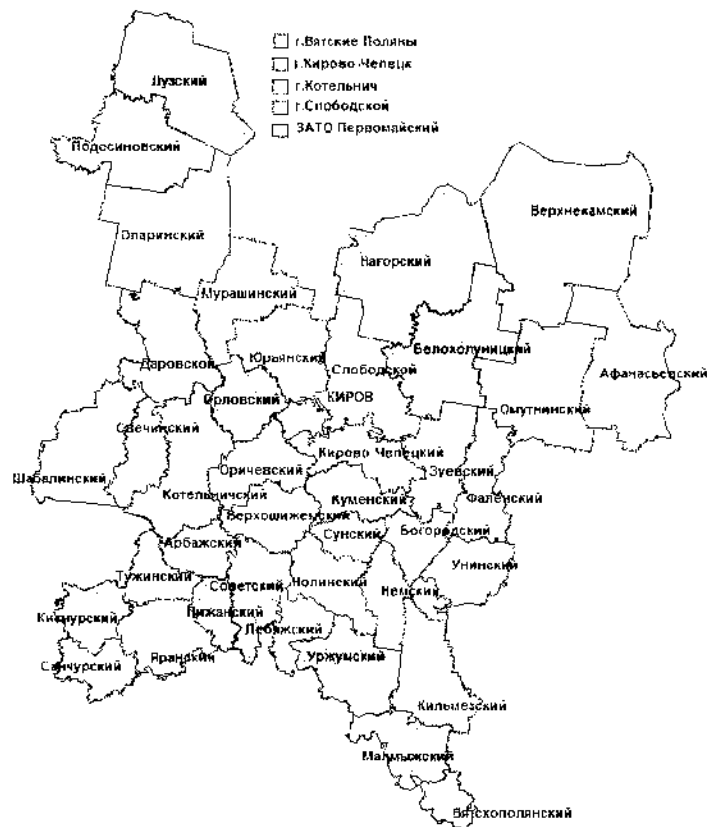 г.Вятские Поляны
г.Кирово-Чепецк
г.Котельнич
г.Слободской
ЗАТО Первомайский
Лузский
Подосиновский
Верхнекамский
Опаринский
Нагорский
Мурашинский
Юрьянский
Белохолуницкий
Даровской
Слободской
Афанасьевский
Орловский
КИРОВ
Омутнинский
Свечинский
Кирово Чепецкий
Оричевский
Зуевский
Шабалинский
Котельничский
Куменский
Фаленский
Верхошижемский
Сунский
Богородский
Арбажский
Унинский
Тужинский
Советский
Нолинский
Немский
Кикнурский
Пижанский
Лебяжский
Санчурский
Яранский
Уржумский
Кильмезский
Малмыжский
Вятскополянский